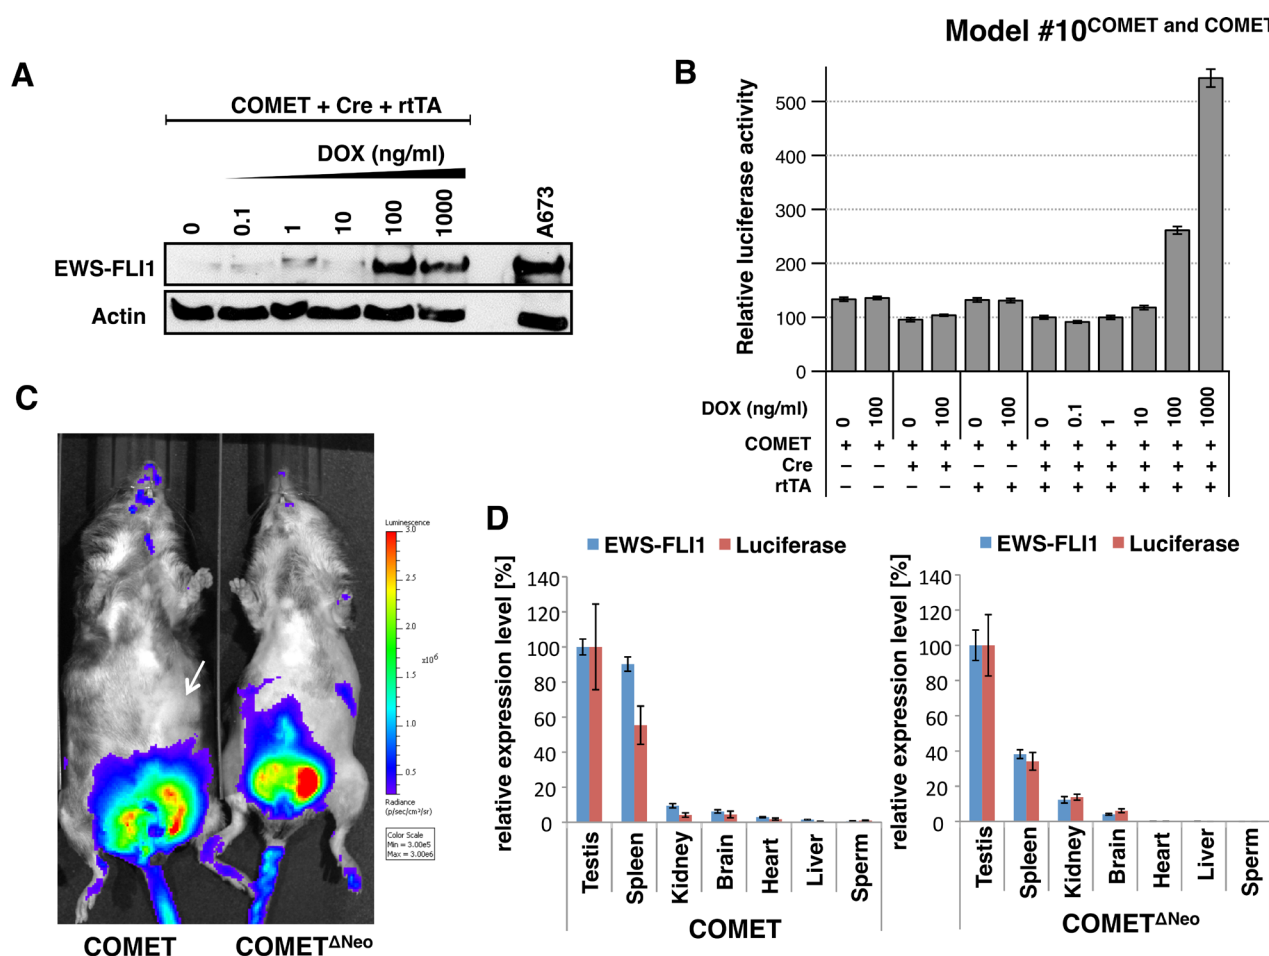 Model #10COMET and COMET
A
COMET + Cre + rtTA
DOX (ng/ml)
0 0.1 1 10 100 1000 A673
EWS-FLI1
Actin
B
Relative luciferase activity
500
400
300
200
100
0
DOX (ng/ml) 0 100 0 100 0 100 0 0.1 1 10 100 1000
COMET + + + + + + + + + + + +
Cre – – + + – – + + + + + +
rtTA – – – – + + + + + + + +
C
Luminescence
3.0
2.5
2.0
x10⁶
1.5
1.0
0.5
Radiance
(p/sec/cm²/sr)
Color Scale
Min = 3.00e5
Max = 3.00e6
COMET COMETΔNeo
D
EWS-FLI1 Luciferase
relative expression level [%]
140
120
100
80
60
40
20
0
Testis Spleen Kidney Brain Heart Liver Sperm
COMET
EWS-FLI1 Luciferase
relative expression level [%]
140
120
100
80
60
40
20
0
Testis Spleen Kidney Brain Heart Liver Sperm
COMETΔNeo